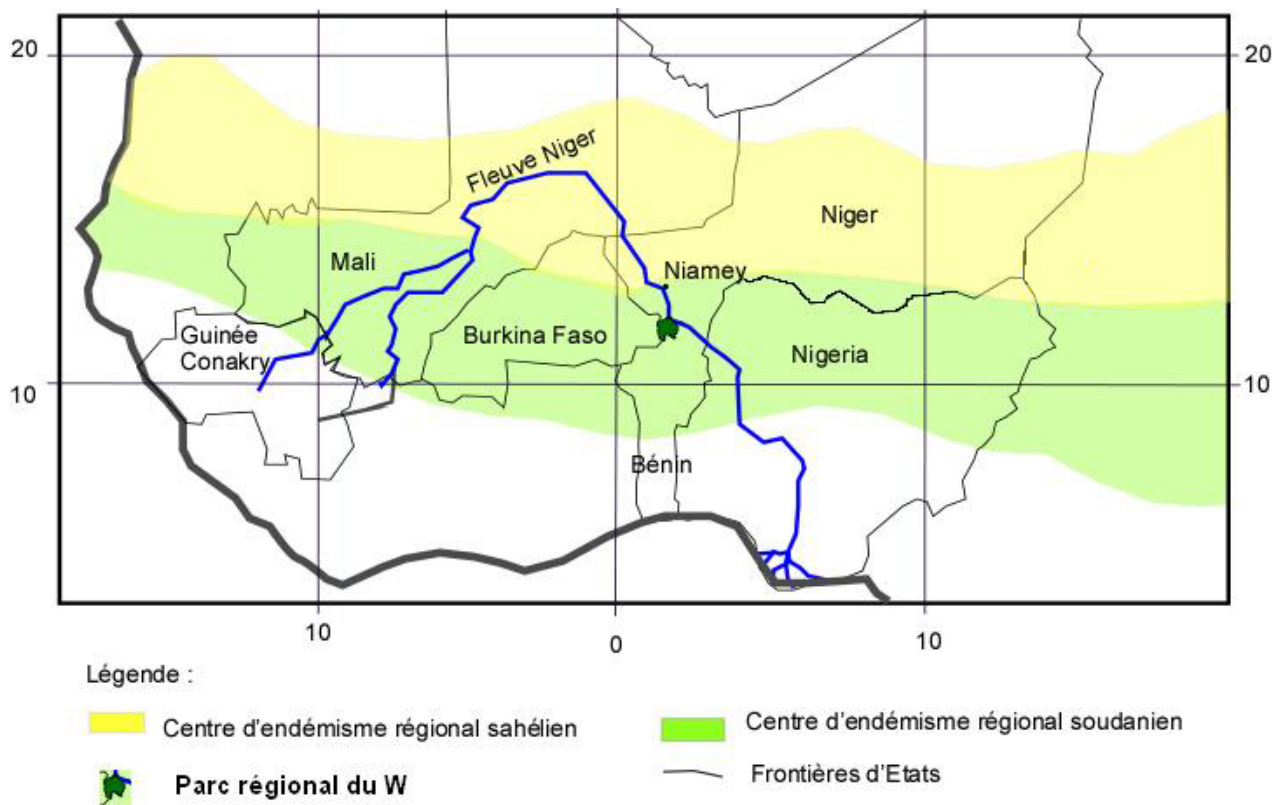 20
20
Fleuve Niger
Niger
Mali
Niamey
Guinée
Conakry
Burkina Faso
Nigeria
10
10
Bénin
10
0
10
Légende :
Centre d'endémisme régional sahélien
Centre d'endémisme régional soudanien
Parc régional du W
Frontières d'Etats